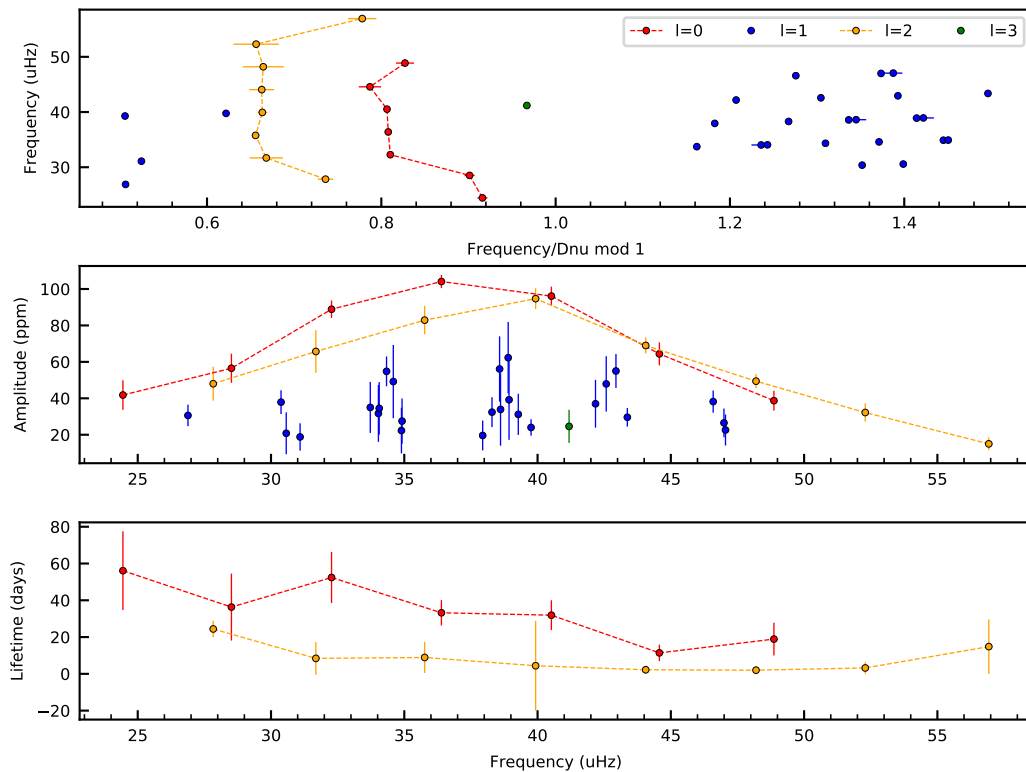 l=0 l=1 l=2 l=3
Frequency (uHz)
50
40
30
0.6 0.8 1.0 1.2 1.4
Frequency/Dnu mod 1
Amplitude (ppm)
100
80
60
40
20
25 30 35 40 45 50 55
Lifetime (days)
80
60
40
20
0
−20
25 30 35 40 45 50 55
Frequency (uHz)